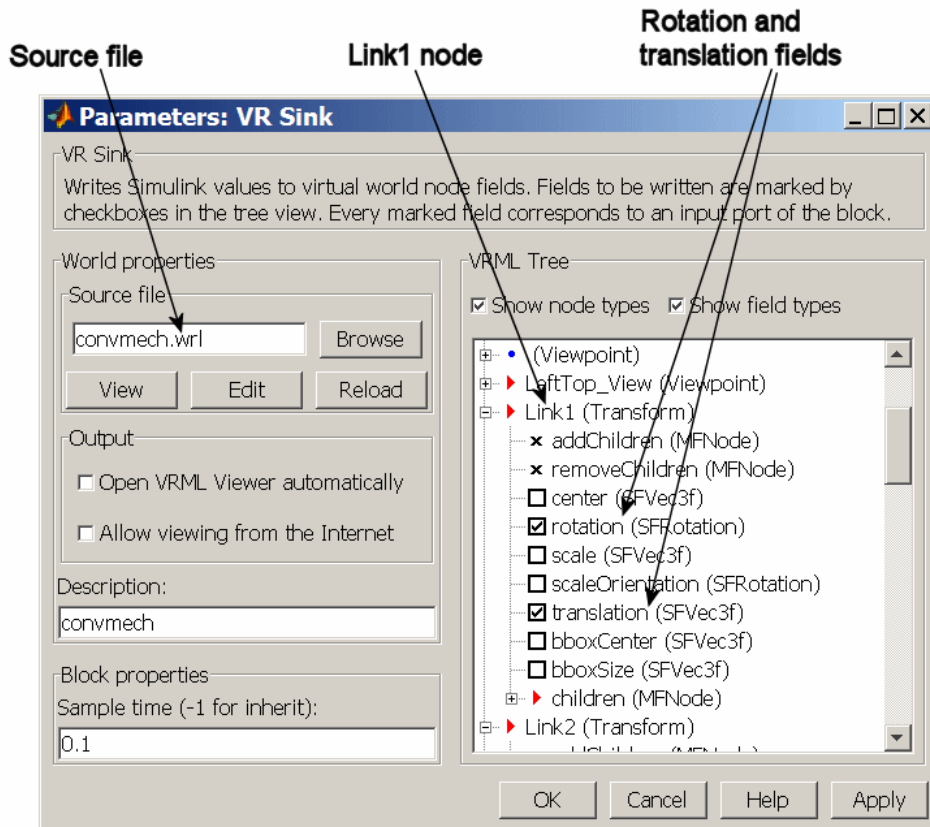 Rotation and
translation fields
Source file
Link1 node
Parameters: VR Sink
VR Sink
Writes Simulink values to virtual world node fields. Fields to be written are marked by
checkboxes in the tree view. Every marked field corresponds to an input port of the block.
World properties
Source file
convmech.wrl
Browse
View
Edit
Reload
Output
Open VRML Viewer automatically
Allow viewing from the Internet
Description:
convmech
Block properties
Sample time (-1 for inherit):
0.1
VRML Tree
Show node types
Show field types
(Viewpoint)
LeftTop_View (Viewpoint)
Link1 (Transform)
addChildren (MFNode)
removeChildren (MFNode)
center (SFVec3f)
rotation (SFRotation)
scale (SFVec3f)
scaleOrientation (SFRotation)
translation (SFVec3f)
bboxCenter (SFVec3f)
bboxSize (SFVec3f)
children (MFNode)
Link2 (Transform)
addChildren (MFNode)
OK
Cancel
Help
Apply